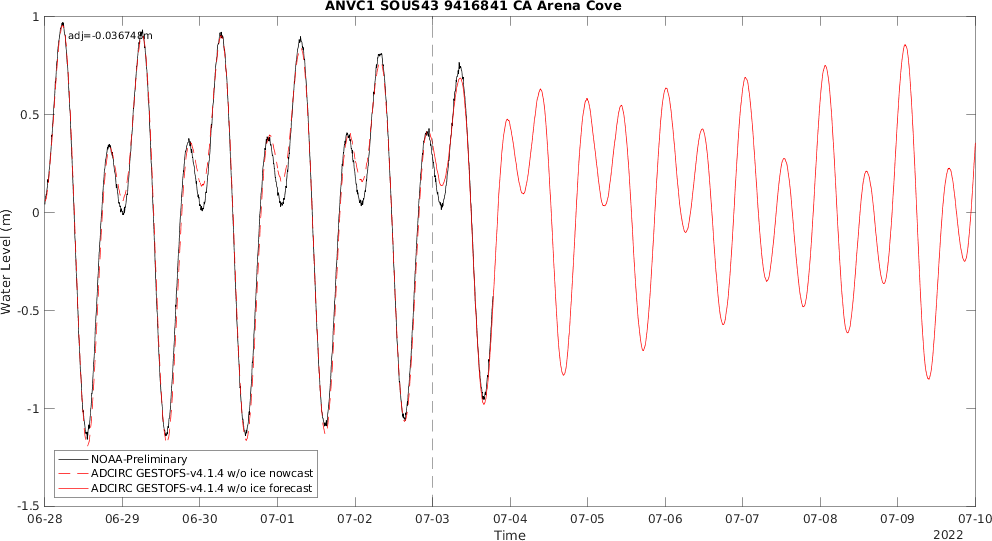 ANVC1 SOUS43 9416841 CA Arena Cove
adj=-0.036748m
1
0.5
0
-0.5
-1
-1.5
Water Level (m)
NOAA-Preliminary
ADCIRC GESTOFS-v4.1.4 w/o ice nowcast
ADCIRC GESTOFS-v4.1.4 w/o ice forecast
06-28 06-29 06-30 07-01 07-02 07-03 07-04 07-05 07-06 07-07 07-08 07-09 07-10
Time
2022